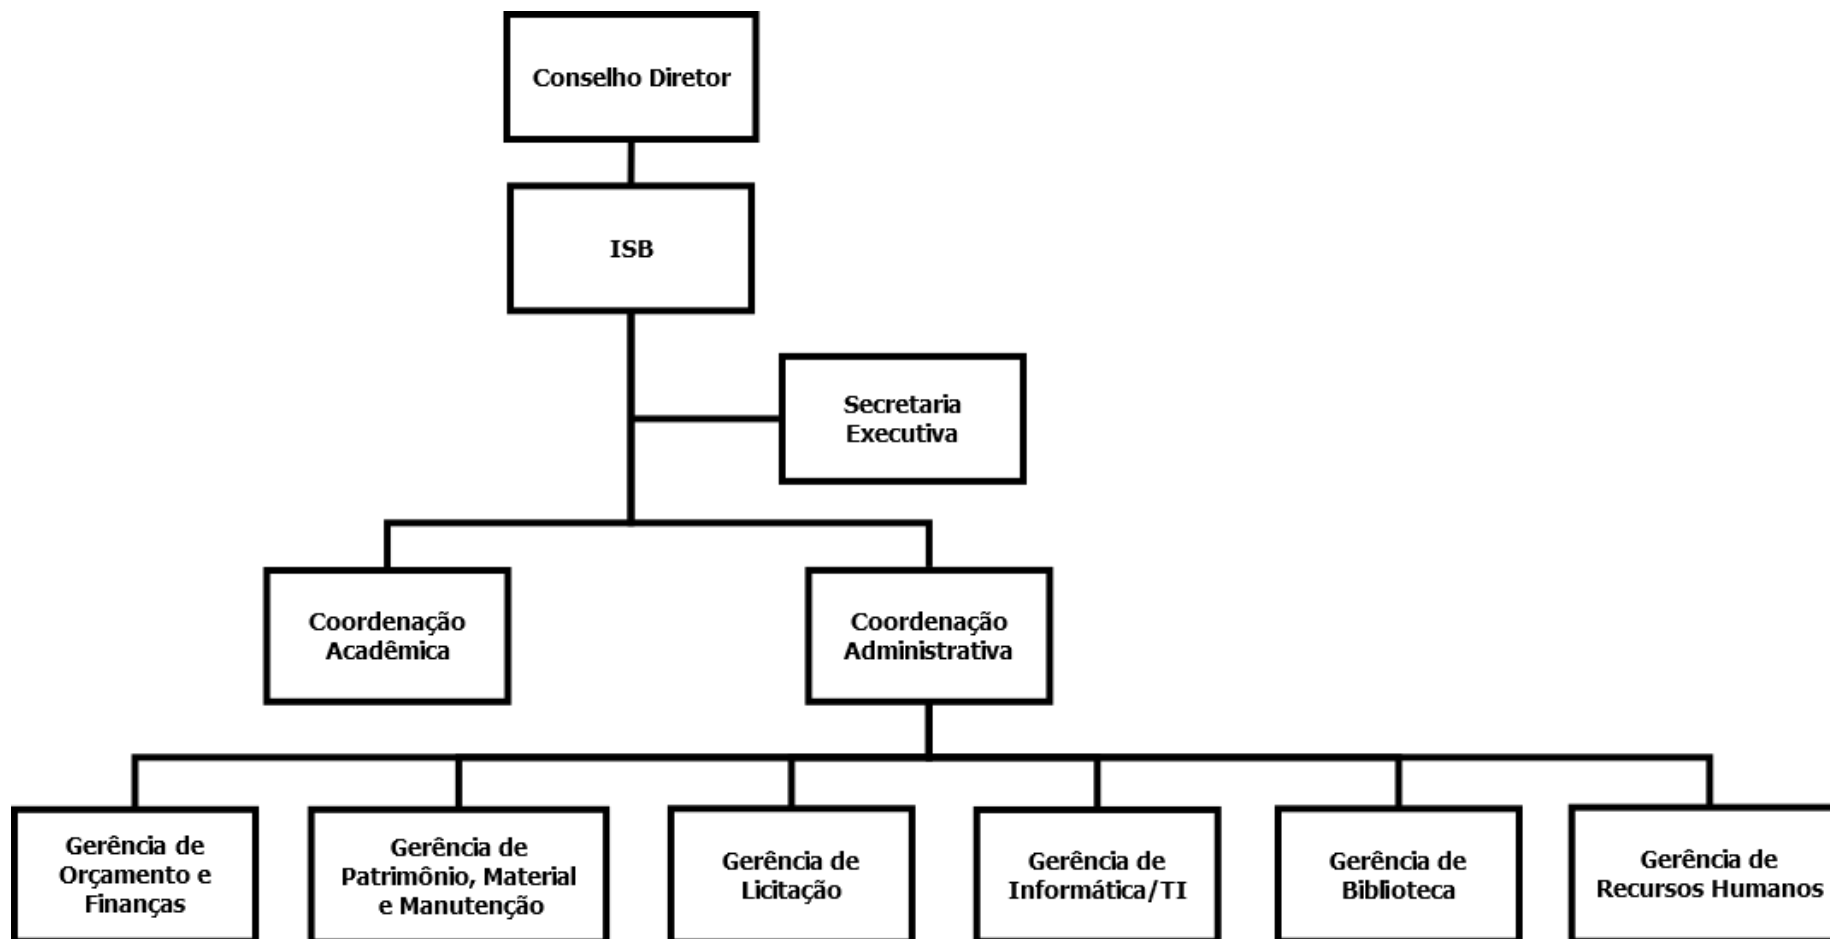 Conselho Diretor
ISB
Secretaria
Executiva
Coordenação
Acadêmica
Coordenação
Administrativa
Gerência de
Orçamento e
Finanças
Gerência de
Patrimônio, Material
e Manutenção
Gerência de
Licitação
Gerência de
Informática/TI
Gerência de
Biblioteca
Gerência de
Recursos Humanos